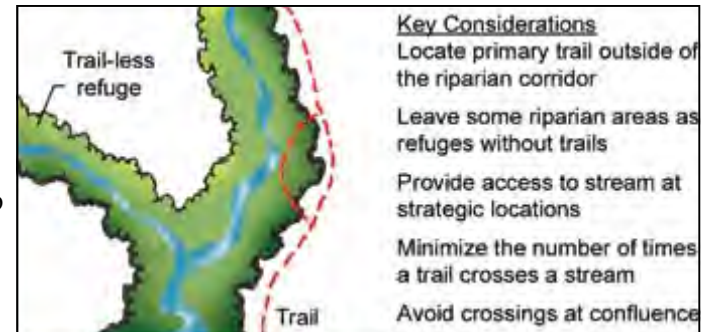 Trail-less
refuge
Trail
Key Considerations
Locate primary trail outside of
the riparian corridor
Leave some riparian areas as
refuges without trails
Provide access to stream at
strategic locations
Minimize the number of times
a trail crosses a stream
Avoid crossings at confluence